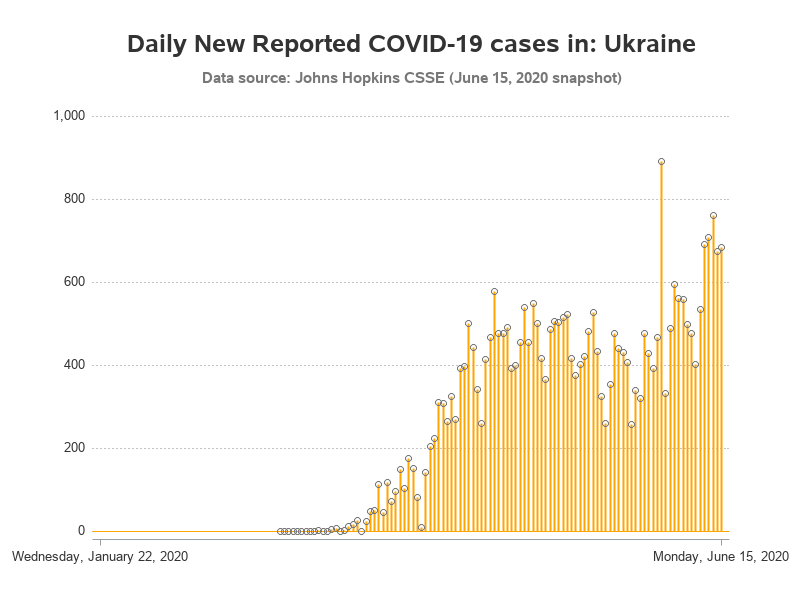 Daily New Reported COVID-19 cases in: Ukraine
Data source: Johns Hopkins CSSE (June 15, 2020 snapshot)
1,000
800
600
400
200
0
Wednesday, January 22, 2020
Monday, June 15, 2020